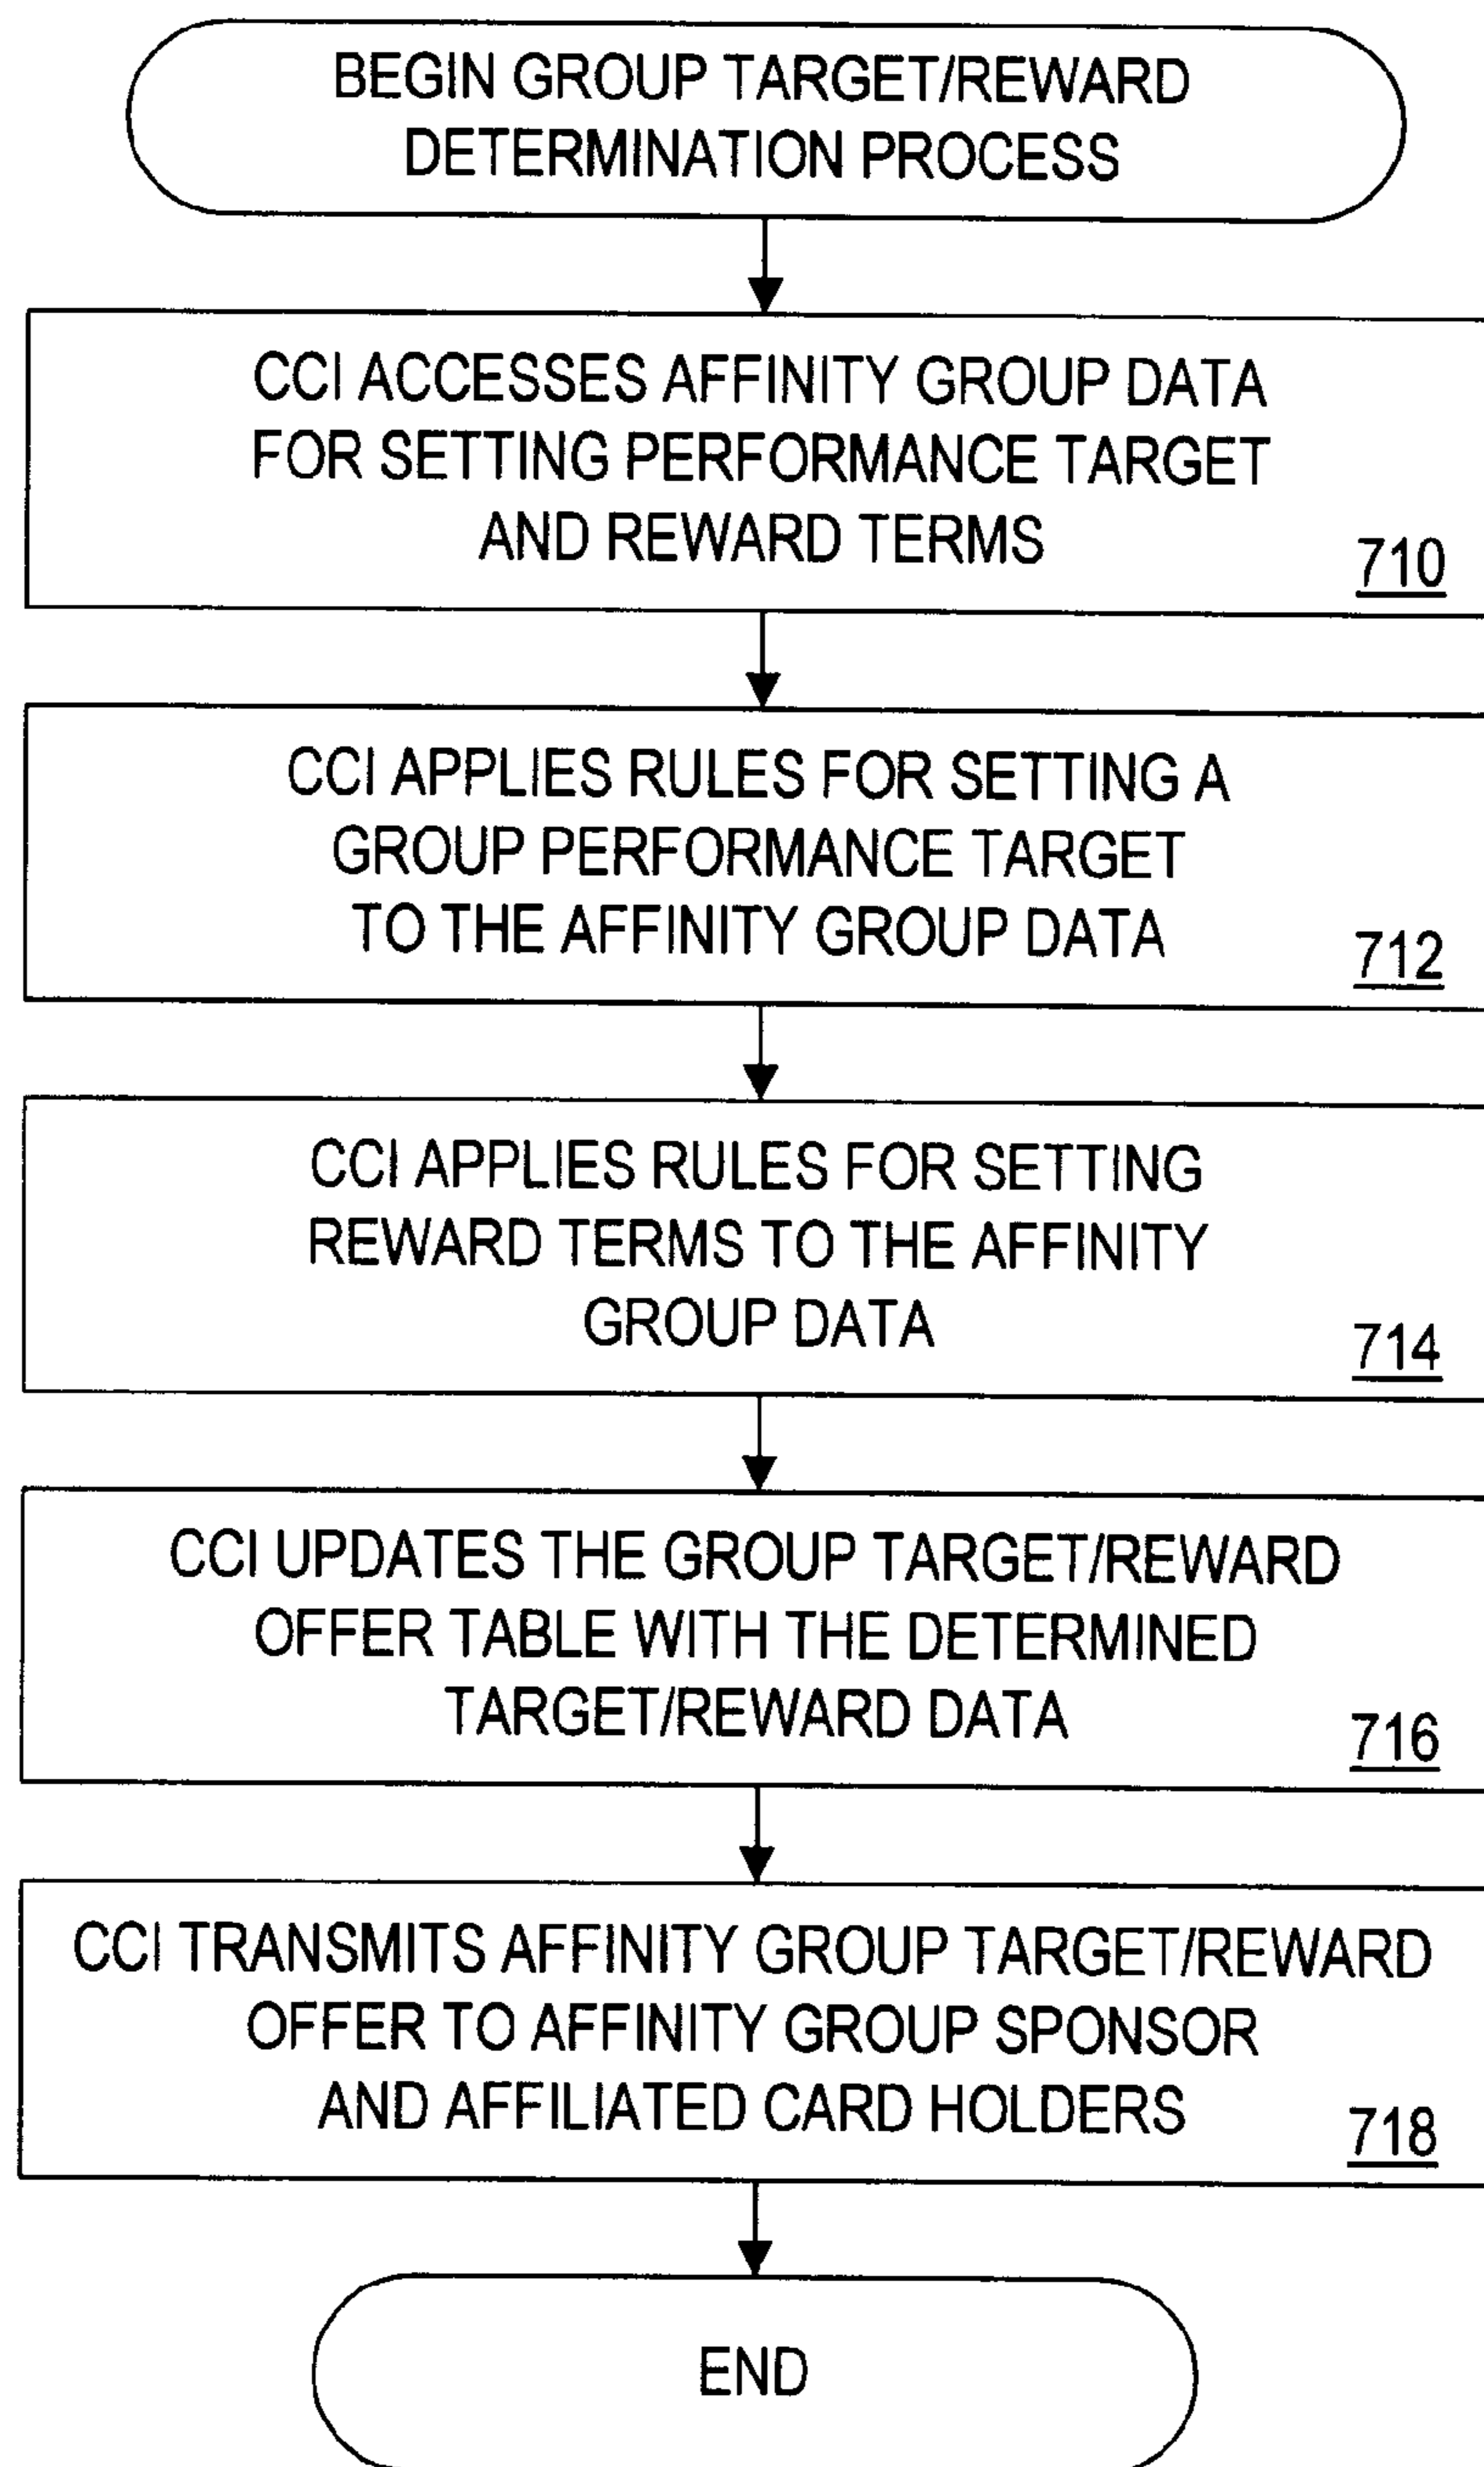 BEGIN GROUP TARGET/REWARD
DETERMINATION PROCESS
CCI ACCESSES AFFINITY GROUP DATA
FOR SETTING PERFORMANCE TARGET
AND REWARD TERMS
710
CCI APPLIES RULES FOR SETTING A
GROUP PERFORMANCE TARGET
TO THE AFFINITY GROUP DATA
712
CCI APPLIES RULES FOR SETTING
REWARD TERMS TO THE AFFINITY
GROUP DATA
714
CCI UPDATES THE GROUP TARGET/REWARD
OFFER TABLE WITH THE DETERMINED
TARGET/REWARD DATA
716
CCI TRANSMITS AFFINITY GROUP TARGET/REWARD
OFFER TO AFFINITY GROUP SPONSOR
AND AFFILIATED CARD HOLDERS
718
END